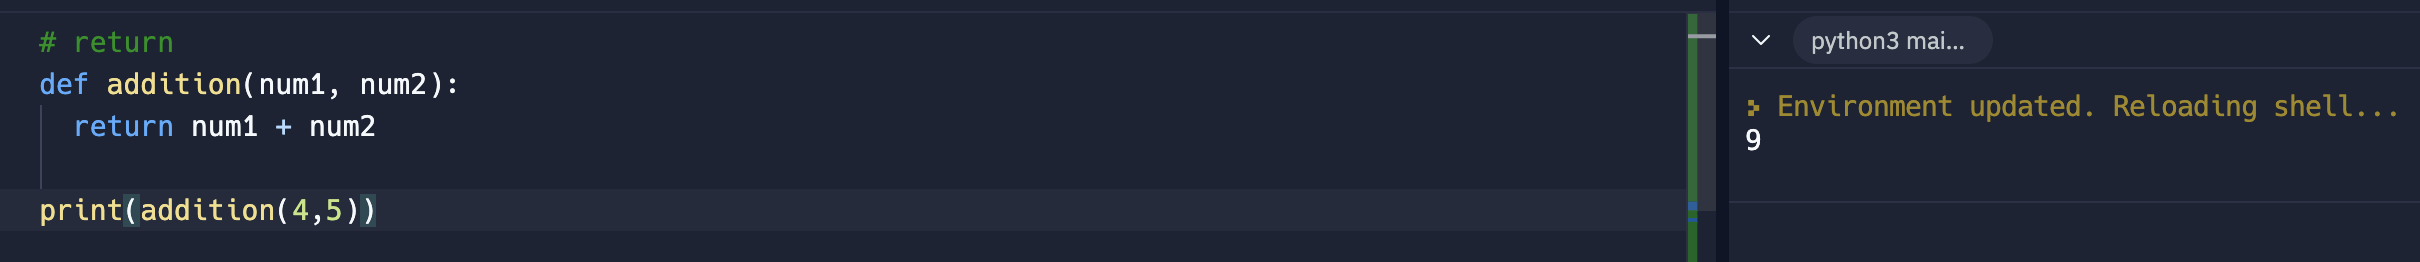 # return
def addition(num1, num2):
  return num1 + num2
print(addition(4,5))
python3 mai...
Environment updated. Reloading shell...
9